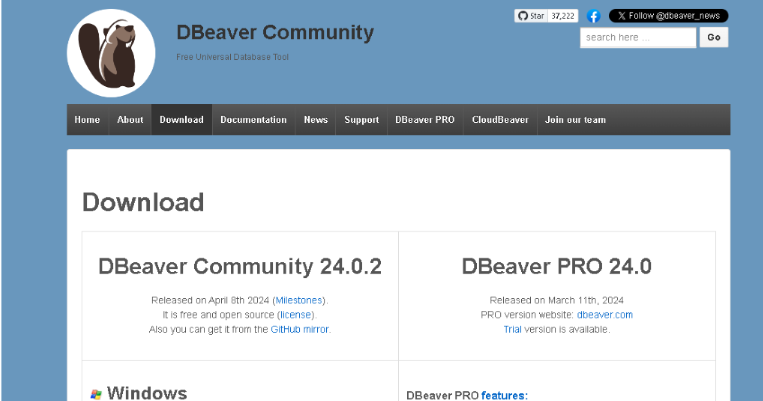 DBeaver Community
Free Universal Database Tool
Star 37,222
X Follow @dbeaver_news
search here ...
Go
Home About Download Documentation News Support DBeaver PRO CloudBeaver Join our team
Download
DBeaver Community 24.0.2
Released on April 8th 2024 (Milestones).
It is free and open source (license).
Also you can get it from the GitHub mirror.
DBeaver PRO 24.0
Released on March 11th, 2024
PRO version website: dbeaver.com
Trial version is available.
Windows
DBeaver PRO features: